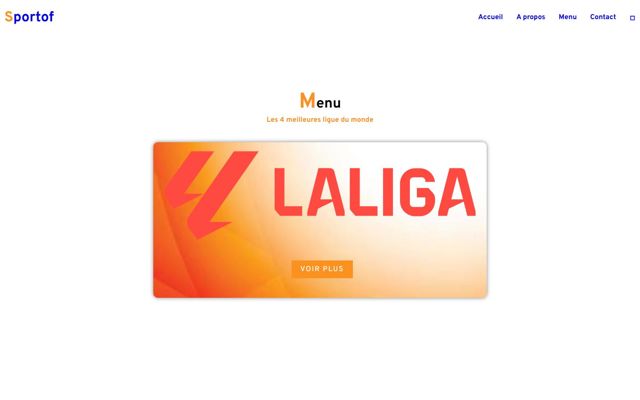 Sportof
Accueil
A propos
Menu
Contact
Menu
Les 4 meilleures ligue du monde
LALIGA
VOIR PLUS